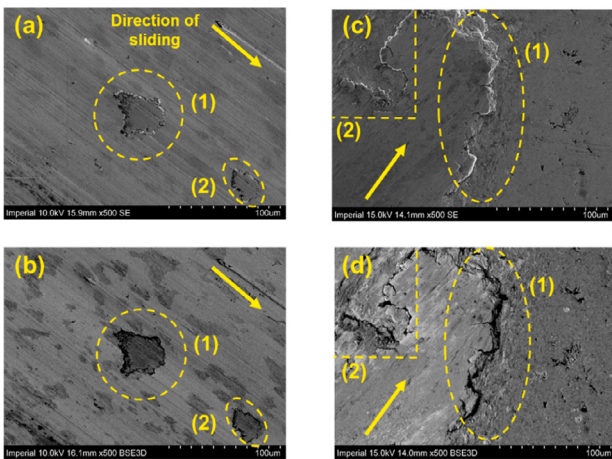 (a)
Direction of
sliding
(1)
(2)
Imperial 10.0kV 15.9mm x500 SE
100um
(c)
(1)
(2)
Imperial 15.0kV 14.1mm x500 SE
100um
(b)
(1)
(2)
Imperial 10.0kV 16.1mm x500 BSE3D
100um
(d)
(1)
(2)
Imperial 15.0kV 14.0mm x500 BSE3D
100um